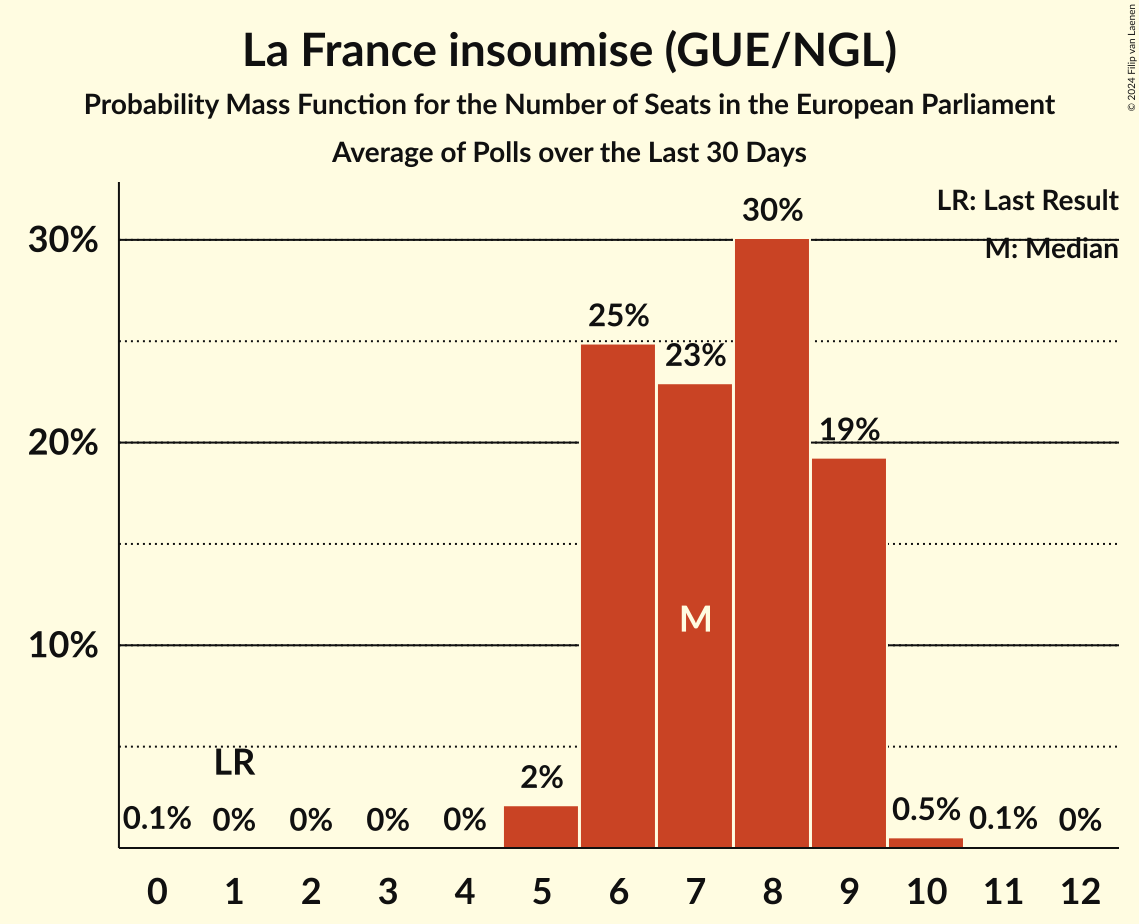 La France insoumise (GUE/NGL)
Probability Mass Function for the Number of Seats in the European Parliament
Average of Polls over the Last 30 Days
© 2024 Filip van Laenen
LR: Last Result
M: Median
30%
20%
10%
30%
25%
23%
19%
M
LR
2%
0.1% 0% 0% 0% 0% 0.5% 0.1% 0%
0 1 2 3 4 5 6 7 8 9 10 11 12